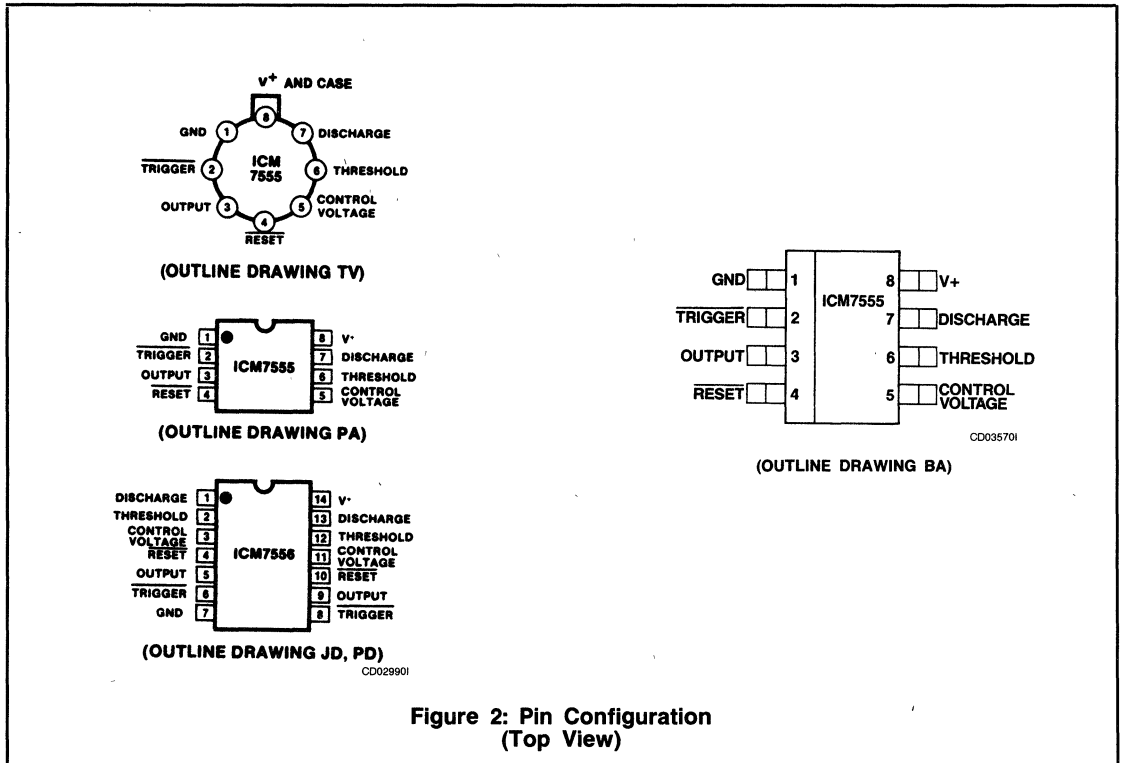 V+ AND CASE
8
GND 1
7 DISCHARGE
TRIGGER 2
ICM
7555
6 THRESHOLD
OUTPUT 3
5 CONTROL
VOLTAGE
4
RESET
(OUTLINE DRAWING TV)
GND 1
8 V+
TRIGGER 2
7 DISCHARGE
ICM7555
OUTPUT 3
6 THRESHOLD
RESET 4
5 CONTROL
VOLTAGE
(OUTLINE DRAWING PA)
DISCHARGE 1
14 V+
THRESHOLD 2
13 DISCHARGE
CONTROL
VOLTAGE 3
12 THRESHOLD
RESET 4
ICM7556
11 CONTROL
VOLTAGE
OUTPUT 5
10 RESET
TRIGGER 6
9 OUTPUT
GND 7
8 TRIGGER
(OUTLINE DRAWING JD, PD)
CD02990I
GND 1
8 V+
ICM7555
TRIGGER 2
7 DISCHARGE
OUTPUT 3
6 THRESHOLD
RESET 4
5 CONTROL
VOLTAGE
CD03570I
(OUTLINE DRAWING BA)
Figure 2: Pin Configuration
(Top View)